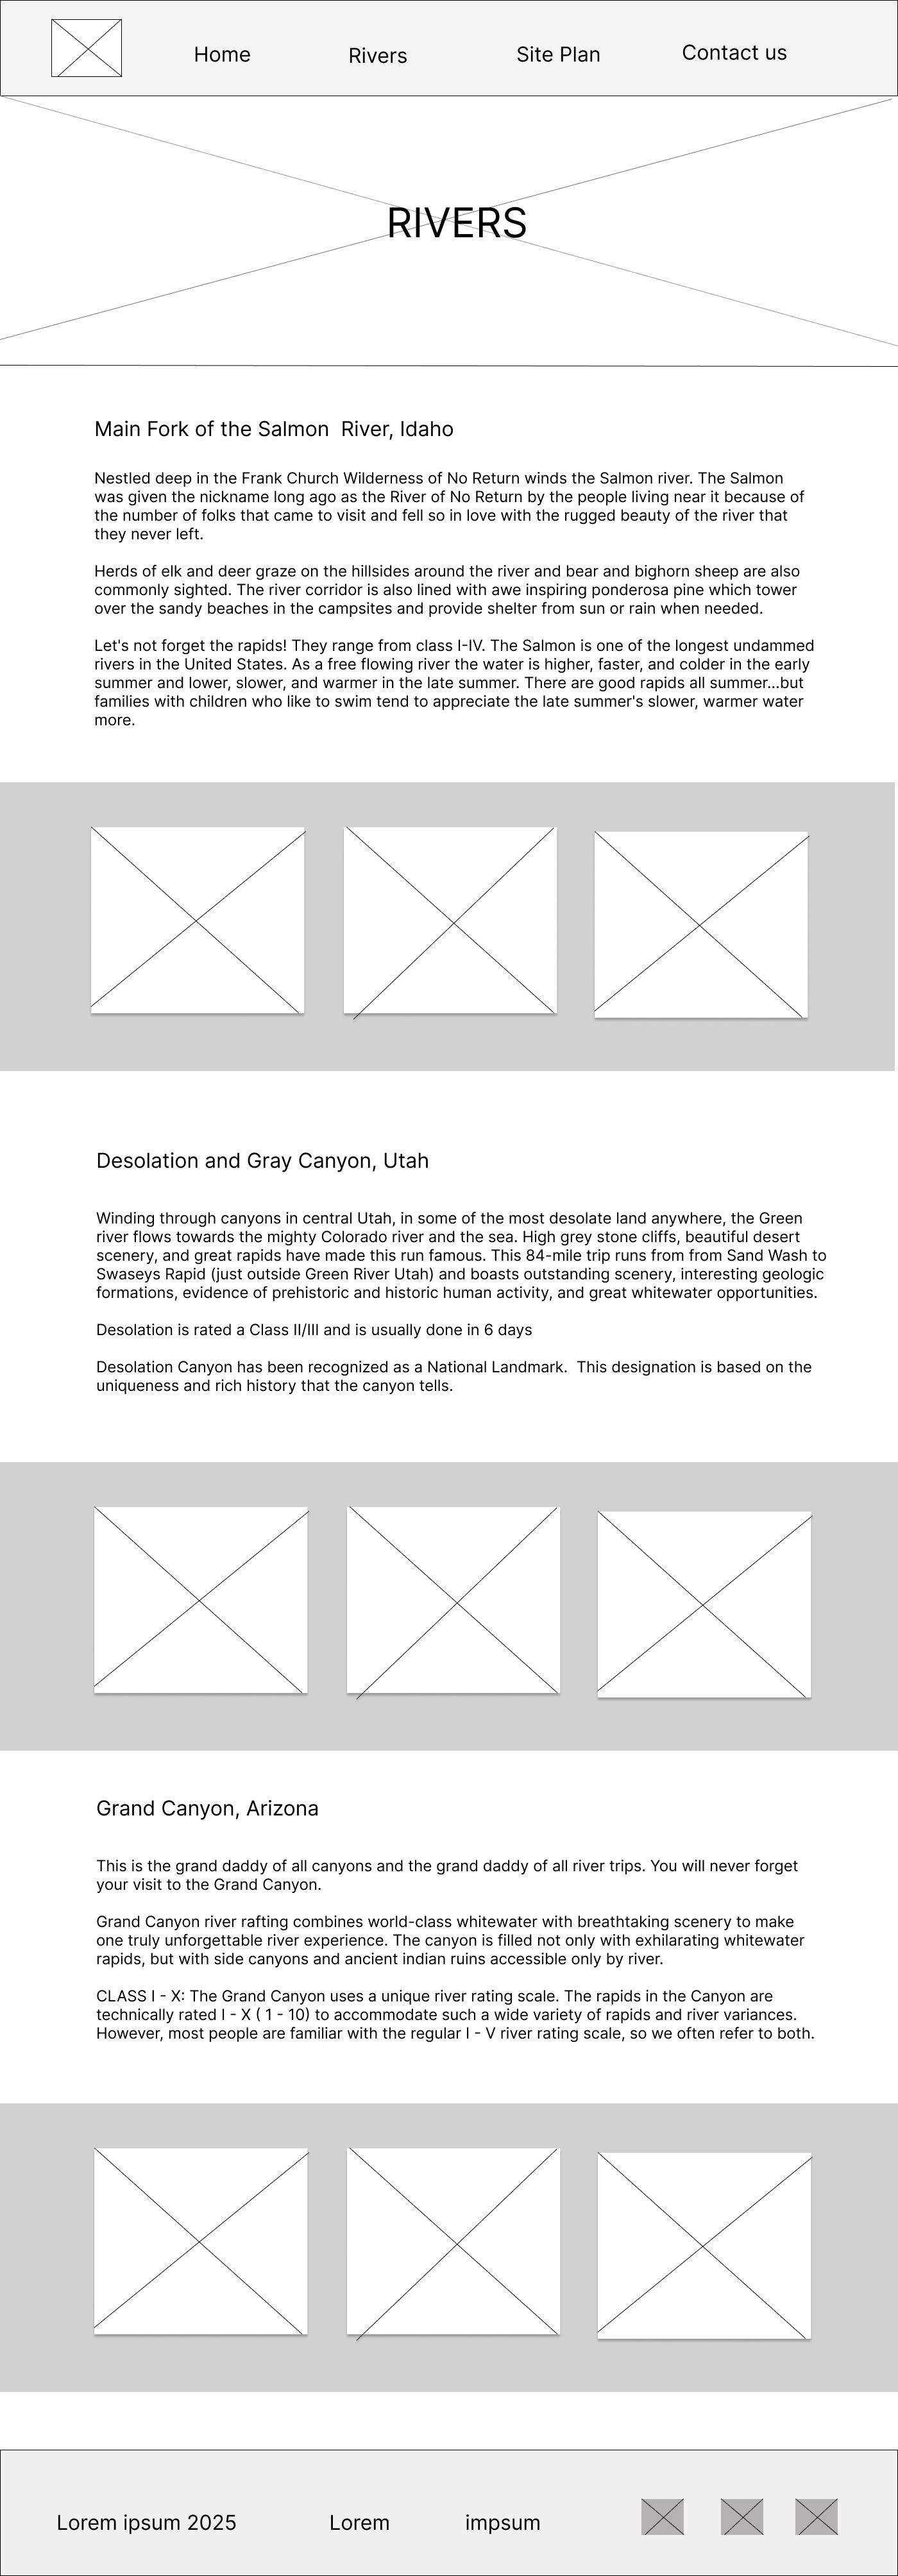 Home Rivers Site Plan Contact us
RIVERS
Main Fork of the Salmon  River, Idaho
Nestled deep in the Frank Church Wilderness of No Return winds the Salmon river. The Salmon
was given the nickname long ago as the River of No Return by the people living near it because of
the number of folks that came to visit and fell so in love with the rugged beauty of the river that
they never left.
Herds of elk and deer graze on the hillsides around the river and bear and bighorn sheep are also
commonly sighted. The river corridor is also lined with awe inspiring ponderosa pine which tower
over the sandy beaches in the campsites and provide shelter from sun or rain when needed.
Let's not forget the rapids! They range from class I-IV. The Salmon is one of the longest undammed
rivers in the United States. As a free flowing river the water is higher, faster, and colder in the early
summer and lower, slower, and warmer in the late summer. There are good rapids all summer...but
families with children who like to swim tend to appreciate the late summer's slower, warmer water
more.
Desolation and Gray Canyon, Utah
Winding through canyons in central Utah, in some of the most desolate land anywhere, the Green
river flows towards the mighty Colorado river and the sea. High grey stone cliffs, beautiful desert
scenery, and great rapids have made this run famous. This 84-mile trip runs from from Sand Wash to
Swaseys Rapid (just outside Green River Utah) and boasts outstanding scenery, interesting geologic
formations, evidence of prehistoric and historic human activity, and great whitewater opportunities.
Desolation is rated a Class II/III and is usually done in 6 days
Desolation Canyon has been recognized as a National Landmark.  This designation is based on the
uniqueness and rich history that the canyon tells.
Grand Canyon, Arizona
This is the grand daddy of all canyons and the grand daddy of all river trips. You will never forget
your visit to the Grand Canyon.
Grand Canyon river rafting combines world-class whitewater with breathtaking scenery to make
one truly unforgettable river experience. The canyon is filled not only with exhilarating whitewater
rapids, but with side canyons and ancient indian ruins accessible only by river.
CLASS I - X: The Grand Canyon uses a unique river rating scale. The rapids in the Canyon are
technically rated I - X ( 1 - 10) to accommodate such a wide variety of rapids and river variances.
However, most people are familiar with the regular I - V river rating scale, so we often refer to both.
Lorem ipsum 2025 Lorem impsum